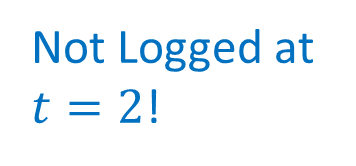 Not Logged at
t = 2!